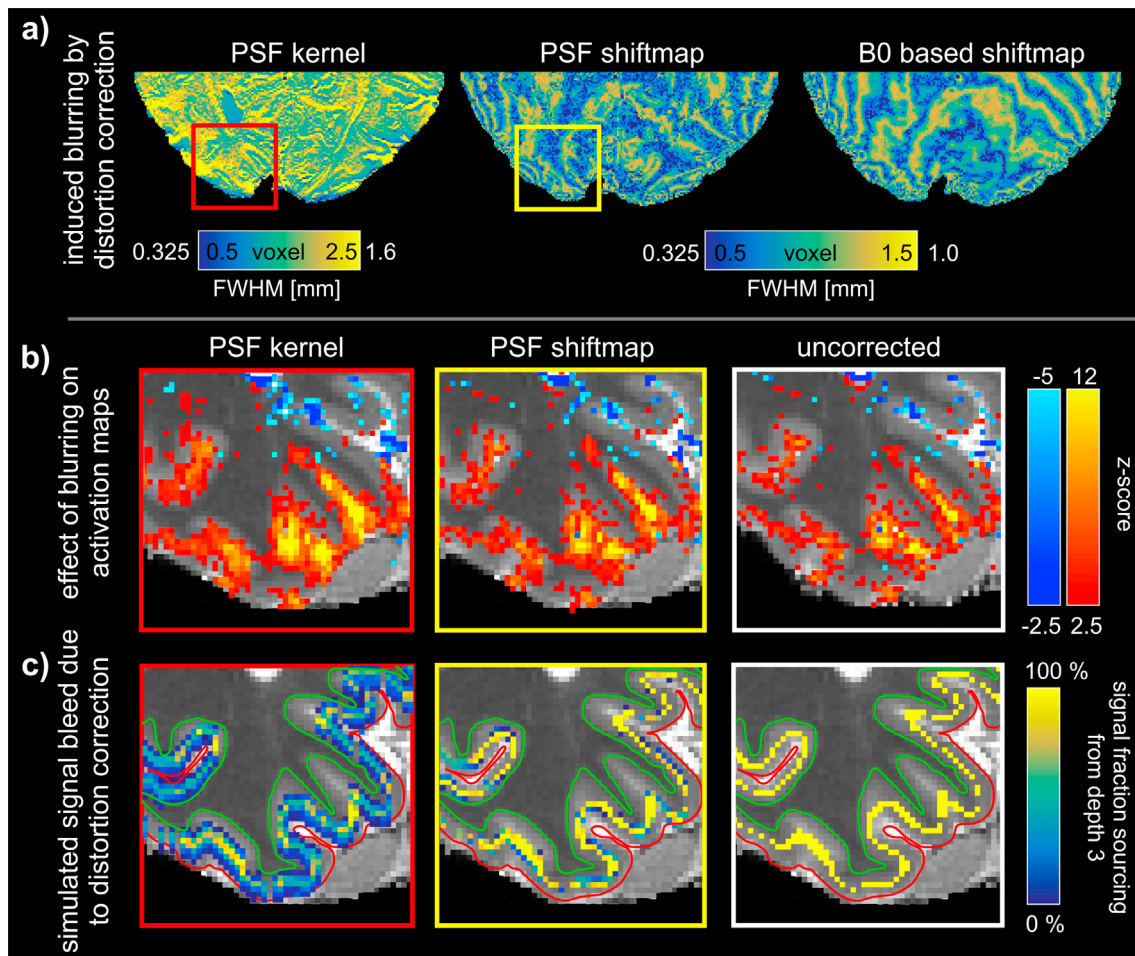 a)
induced blurring by
distortion correction
PSF kernel
PSF shiftmap
B0 based shiftmap
0.325 0.5 voxel 2.5 1.6
FWHM [mm]
0.325 0.5 voxel 1.5 1.0
FWHM [mm]
b)
effect of blurring on
activation maps
PSF kernel
PSF shiftmap
uncorrected
-5 12
z-score
-2.5 2.5
c)
simulated signal bleed due
to distortion correction
100 %
signal fraction sourcing
from depth 3
0 %